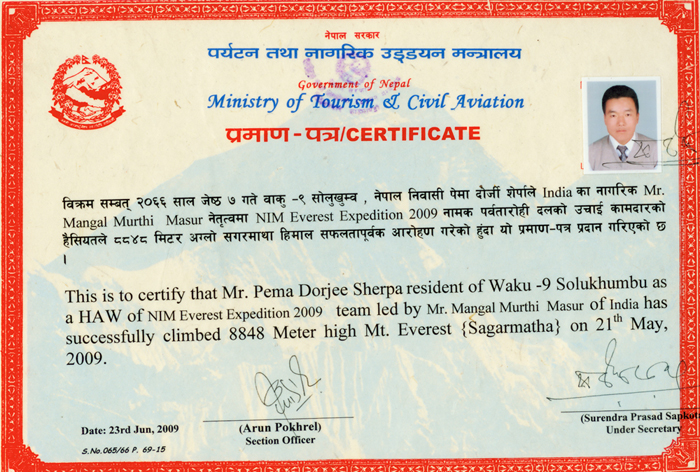 नेपाल सरकार
पर्यटन तथा नागरिक उड्डयन मन्त्रालय
Government of Nepal
Ministry of Tourism & Civil Aviation
प्रमाण - पत्र/CERTIFICATE
विक्रम सम्वत् २०६६ साल जेष्ठ ७ गते वाकु -९ सोलुखुम्व , नेपाल निवासी पेमा दोर्जी शेर्पाले India का नागरिक Mr.
Mangal Murthi Masur नेतृत्वमा NIM Everest Expedition 2009 नामक पर्वतारोही दलको उचाई कामदारको
हैसियतले ८८४८ मिटर अग्लो सगरमाथा हिमाल सफलतापूर्वक आरोहण गरेको हुंदा यो प्रमाण-पत्र प्रदान गरिएको छ
।
This is to certify that Mr. Pema Dorjee Sherpa resident of Waku -9 Solukhumbu as
a HAW of NIM Everest Expedition 2009 team led by Mr. Mangal Murthi Masur of India has
successfully climbed 8848 Meter high Mt. Everest {Sagarmatha} on 21th May,
2009.
Date: 23rd Jun, 2009
(Arun Pokhrel)
Section Officer
(Surendra Prasad Sapkota
Under Secretary
S.No.065/66 P. 69-15